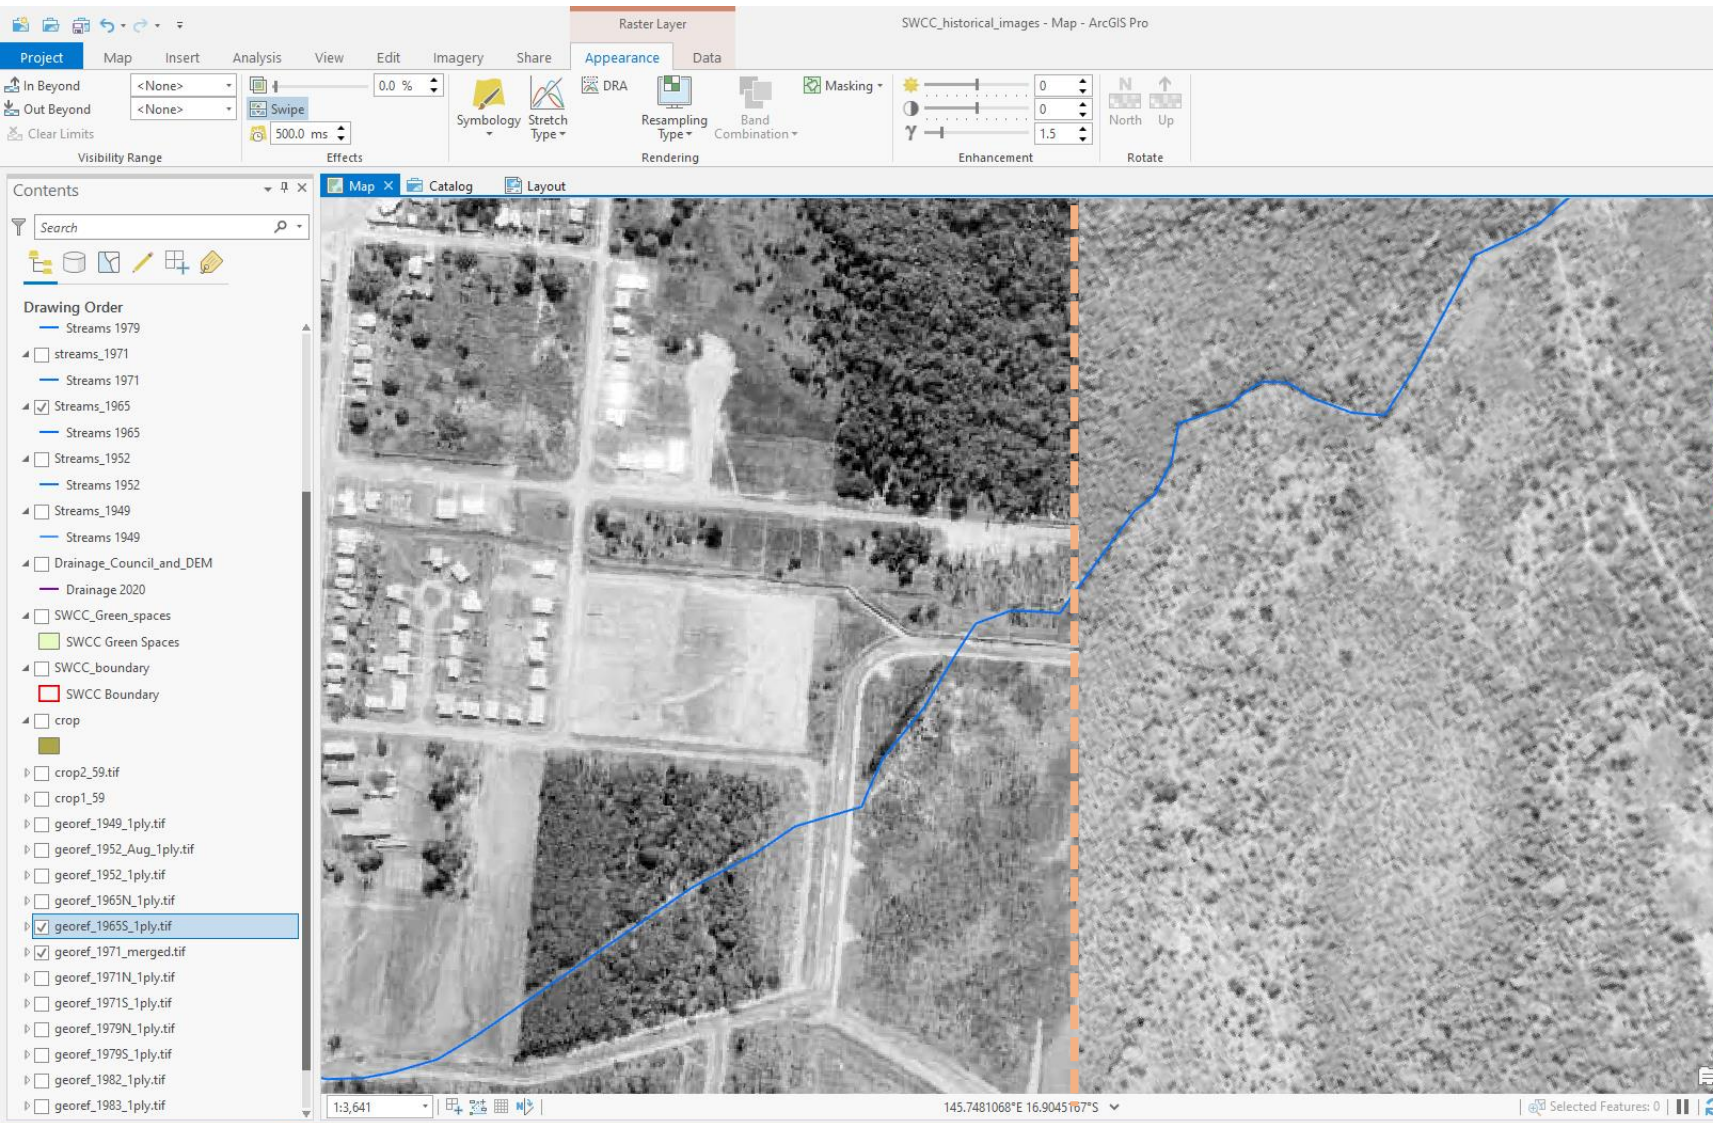 Raster Layer
SWCC_historical_images - Map - ArcGIS Pro
Project Map Insert Analysis View Edit Imagery Share Appearance Data
In Beyond <None>
Out Beyond <None>
Clear Limits
Visibility Range
0.0 %
Swipe
500.0 ms
Effects
Symbology
Stretch Type
DRA
Resampling Type
Band Combination
Masking
Rendering
0
0
1.5
Enhancement
North Up
Rotate
Contents
Map Catalog Layout
Search
Drawing Order
Streams 1979
streams_1971
Streams 1971
Streams_1965
Streams 1965
Streams_1952
Streams 1952
Streams_1949
Streams 1949
Drainage_Council_and_DEM
Drainage 2020
SWCC_Green_spaces
SWCC Green Spaces
SWCC_boundary
SWCC Boundary
crop
crop2_59.tif
crop1_59
georef_1949_1ply.tif
georef_1952_Aug_1ply.tif
georef_1952_1ply.tif
georef_1965N_1ply.tif
georef_1965S_1ply.tif
georef_1971_merged.tif
georef_1971N_1ply.tif
georef_1971S_1ply.tif
georef_1979N_1ply.tif
georef_1979S_1ply.tif
georef_1982_1ply.tif
georef_1983_1ply.tif
1:3,641
145.7481068°E 16.9045167°S
Selected Features: 0